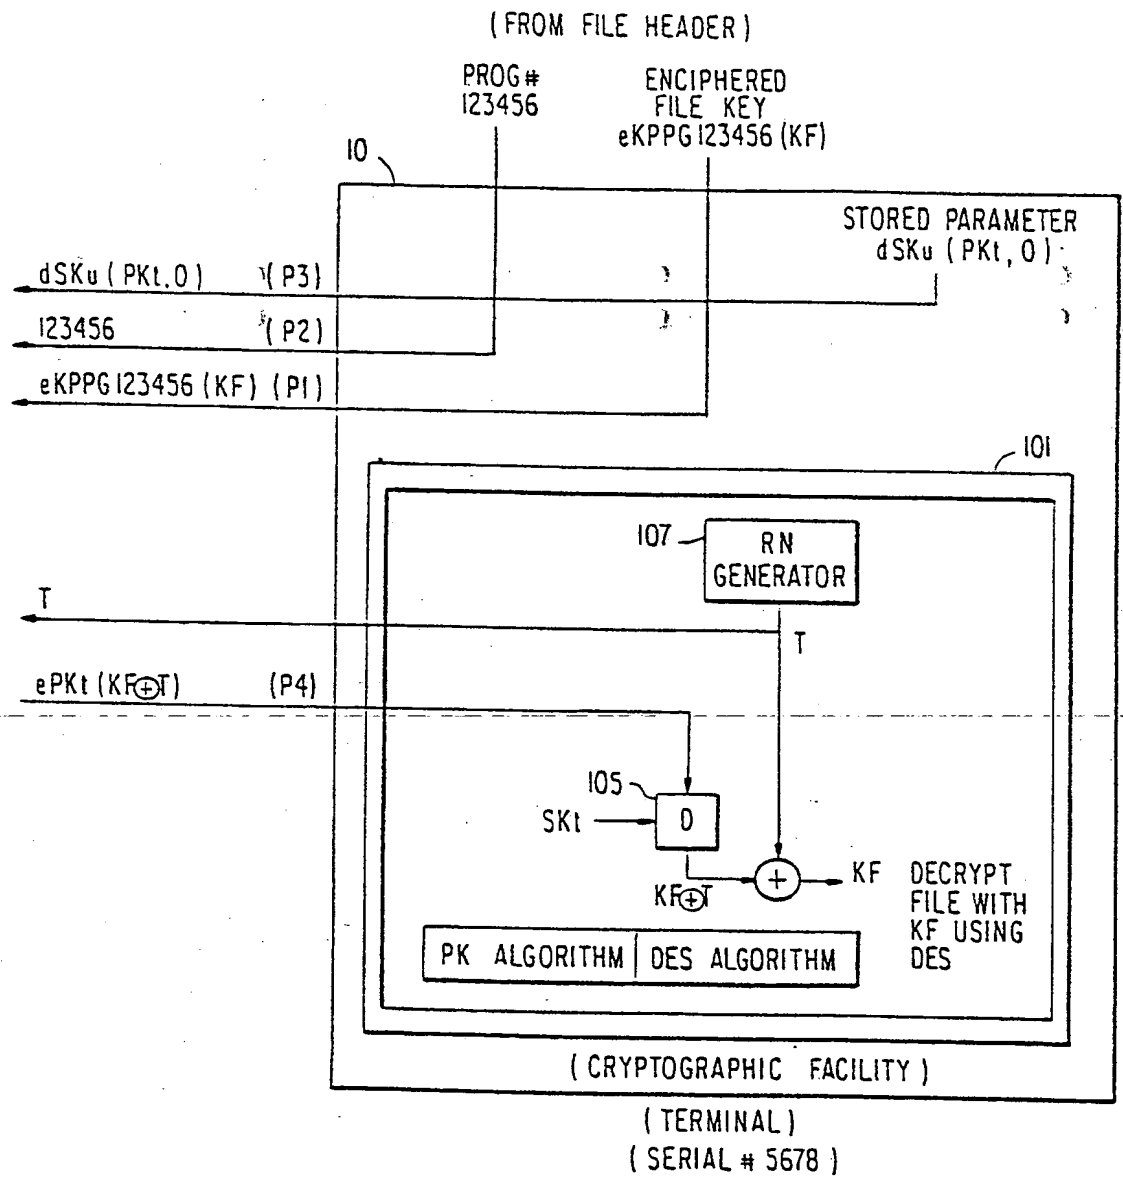 (FROM FILE HEADER)
PROG#
123456
ENCIPHERED
FILE KEY
eKPPG123456(KF)
10
STORED PARAMETER
dSKu (PKt, 0)
dSKu (PKt, 0) (P3)
123456 (P2)
eKPPG123456 (KF) (P1)
101
107
RN
GENERATOR
T
T
ePKt (KF⊕T) (P4)
105
SKt
D
+
KF
KF⊕T
DECRYPT
FILE WITH
KF USING
DES
PK ALGORITHM
DES ALGORITHM
(CRYPTOGRAPHIC FACILITY)
(TERMINAL)
(SERIAL # 5678)